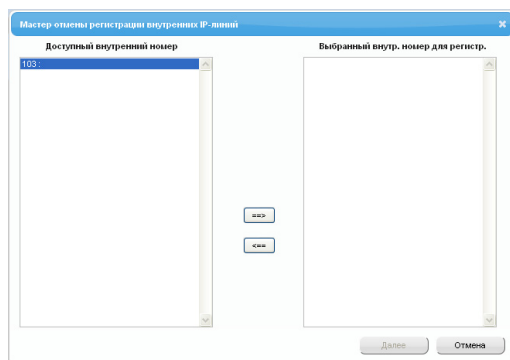 Мастер отмены регистрации внутренних IP-линий
Доступный внутренний номер
Выбранный внутр. номер для регистр.
103 :
==>
<==
Далее
Отмена